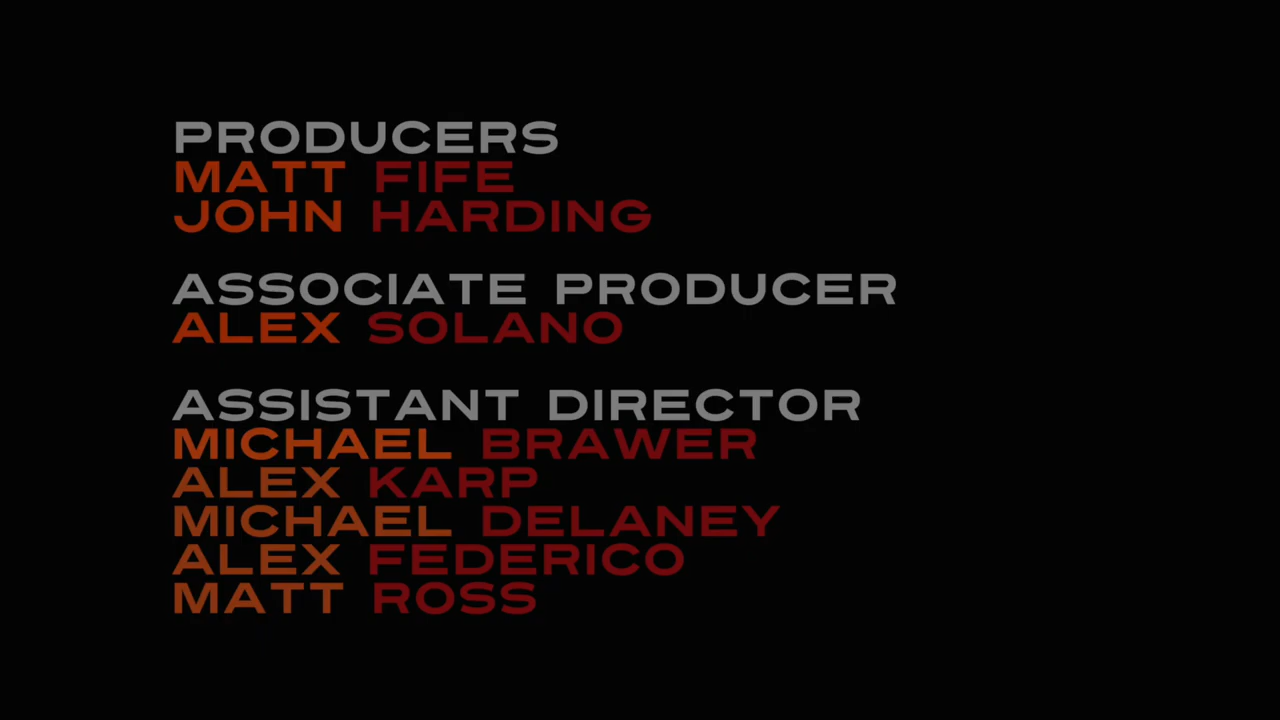 PRODUCERS
MATT FIFE
JOHN HARDING
ASSOCIATE PRODUCER
ALEX SOLANO
ASSISTANT DIRECTOR
MICHAEL BRAWER
ALEX KARP
MICHAEL DELANEY
ALEX FEDERICO
MATT ROSS